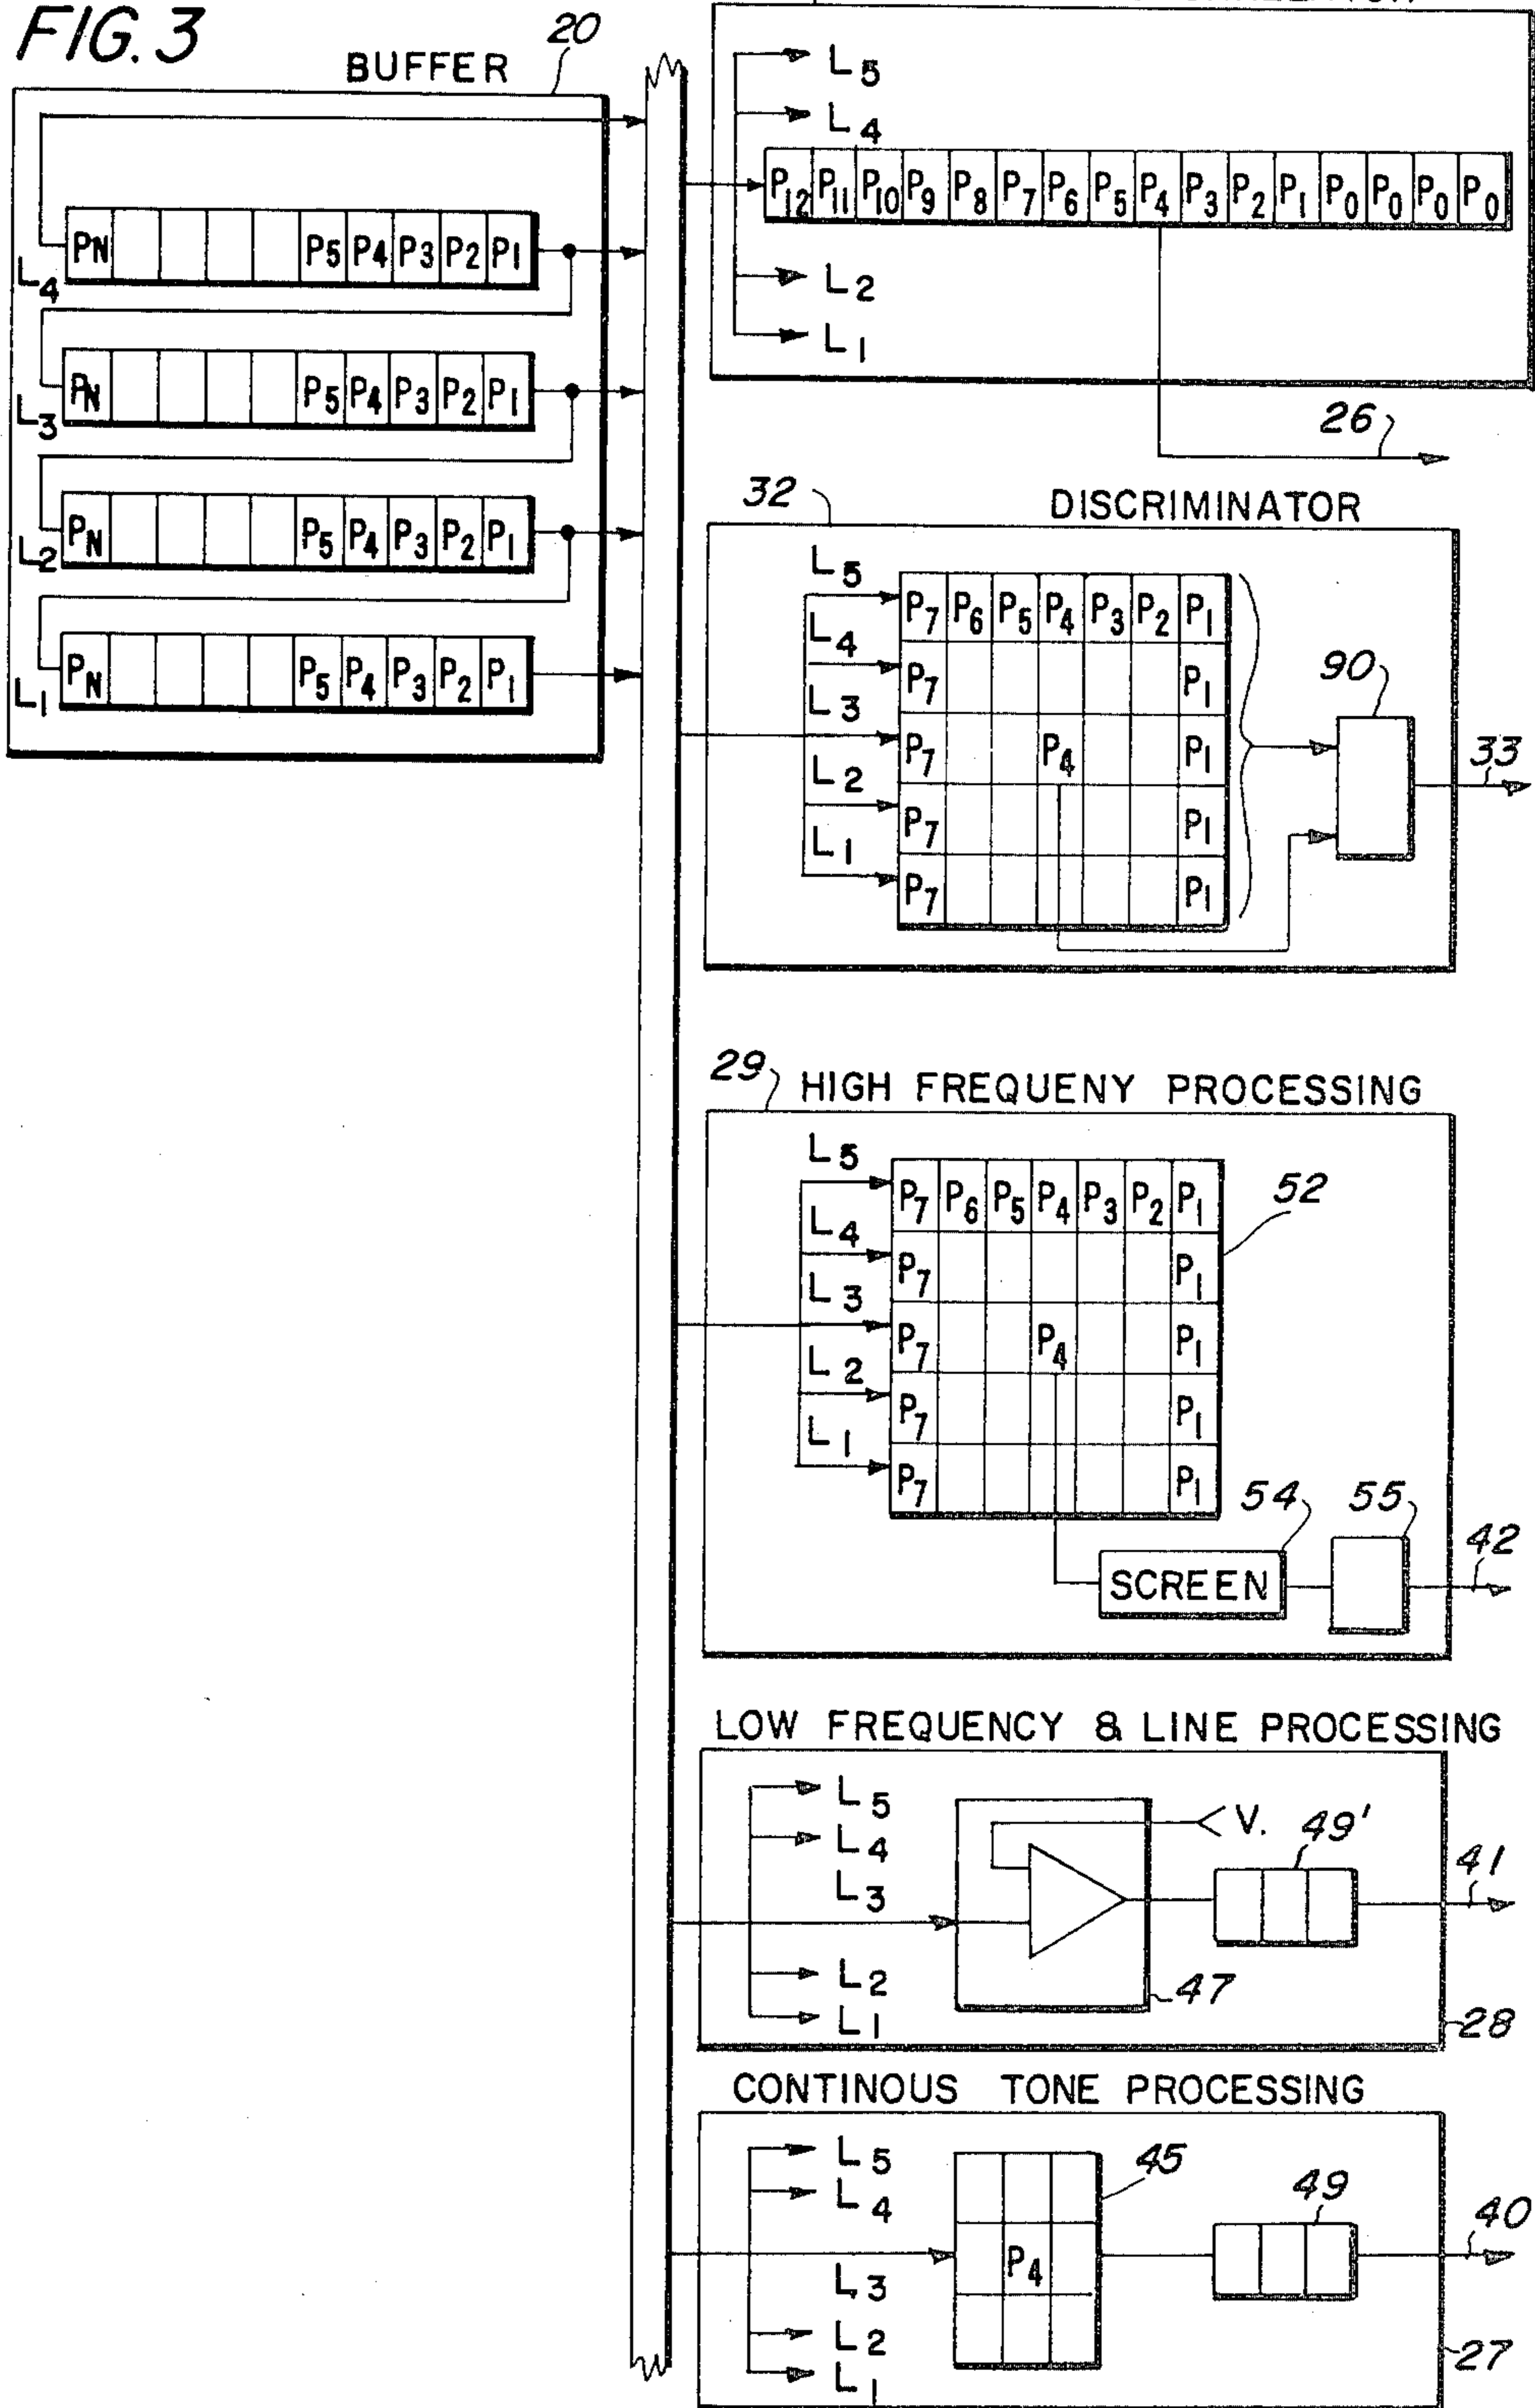 FIG. 3
BUFFER
20
L4 PN P5 P4 P3 P2 P1
L3 PN P5 P4 P3 P2 P1
L2 PN P5 P4 P3 P2 P1
L1 PN P5 P4 P3 P2 P1
L5
L4
P12 P11 P10 P9 P8 P7 P6 P5 P4 P3 P2 P1 P0 P0 P0 P0
L2
L1
26
32
DISCRIMINATOR
L5 P7 P6 P5 P4 P3 P2 P1
L4 P7 P1
L3 P7 P4 P1
L2 P7 P1
L1 P7 P1
90
33
29
HIGH FREQUENY PROCESSING
L5 P7 P6 P5 P4 P3 P2 P1
52
L4 P7 P1
L3 P7 P4 P1
L2 P7 P1
L1 P7 P1
54
55
SCREEN
42
LOW FREQUENCY & LINE PROCESSING
L5
L4
L3
L2
L1
V.
49'
41
47
28
CONTINOUS TONE PROCESSING
L5
L4
L3
L2
L1
45
P4
49
40
27